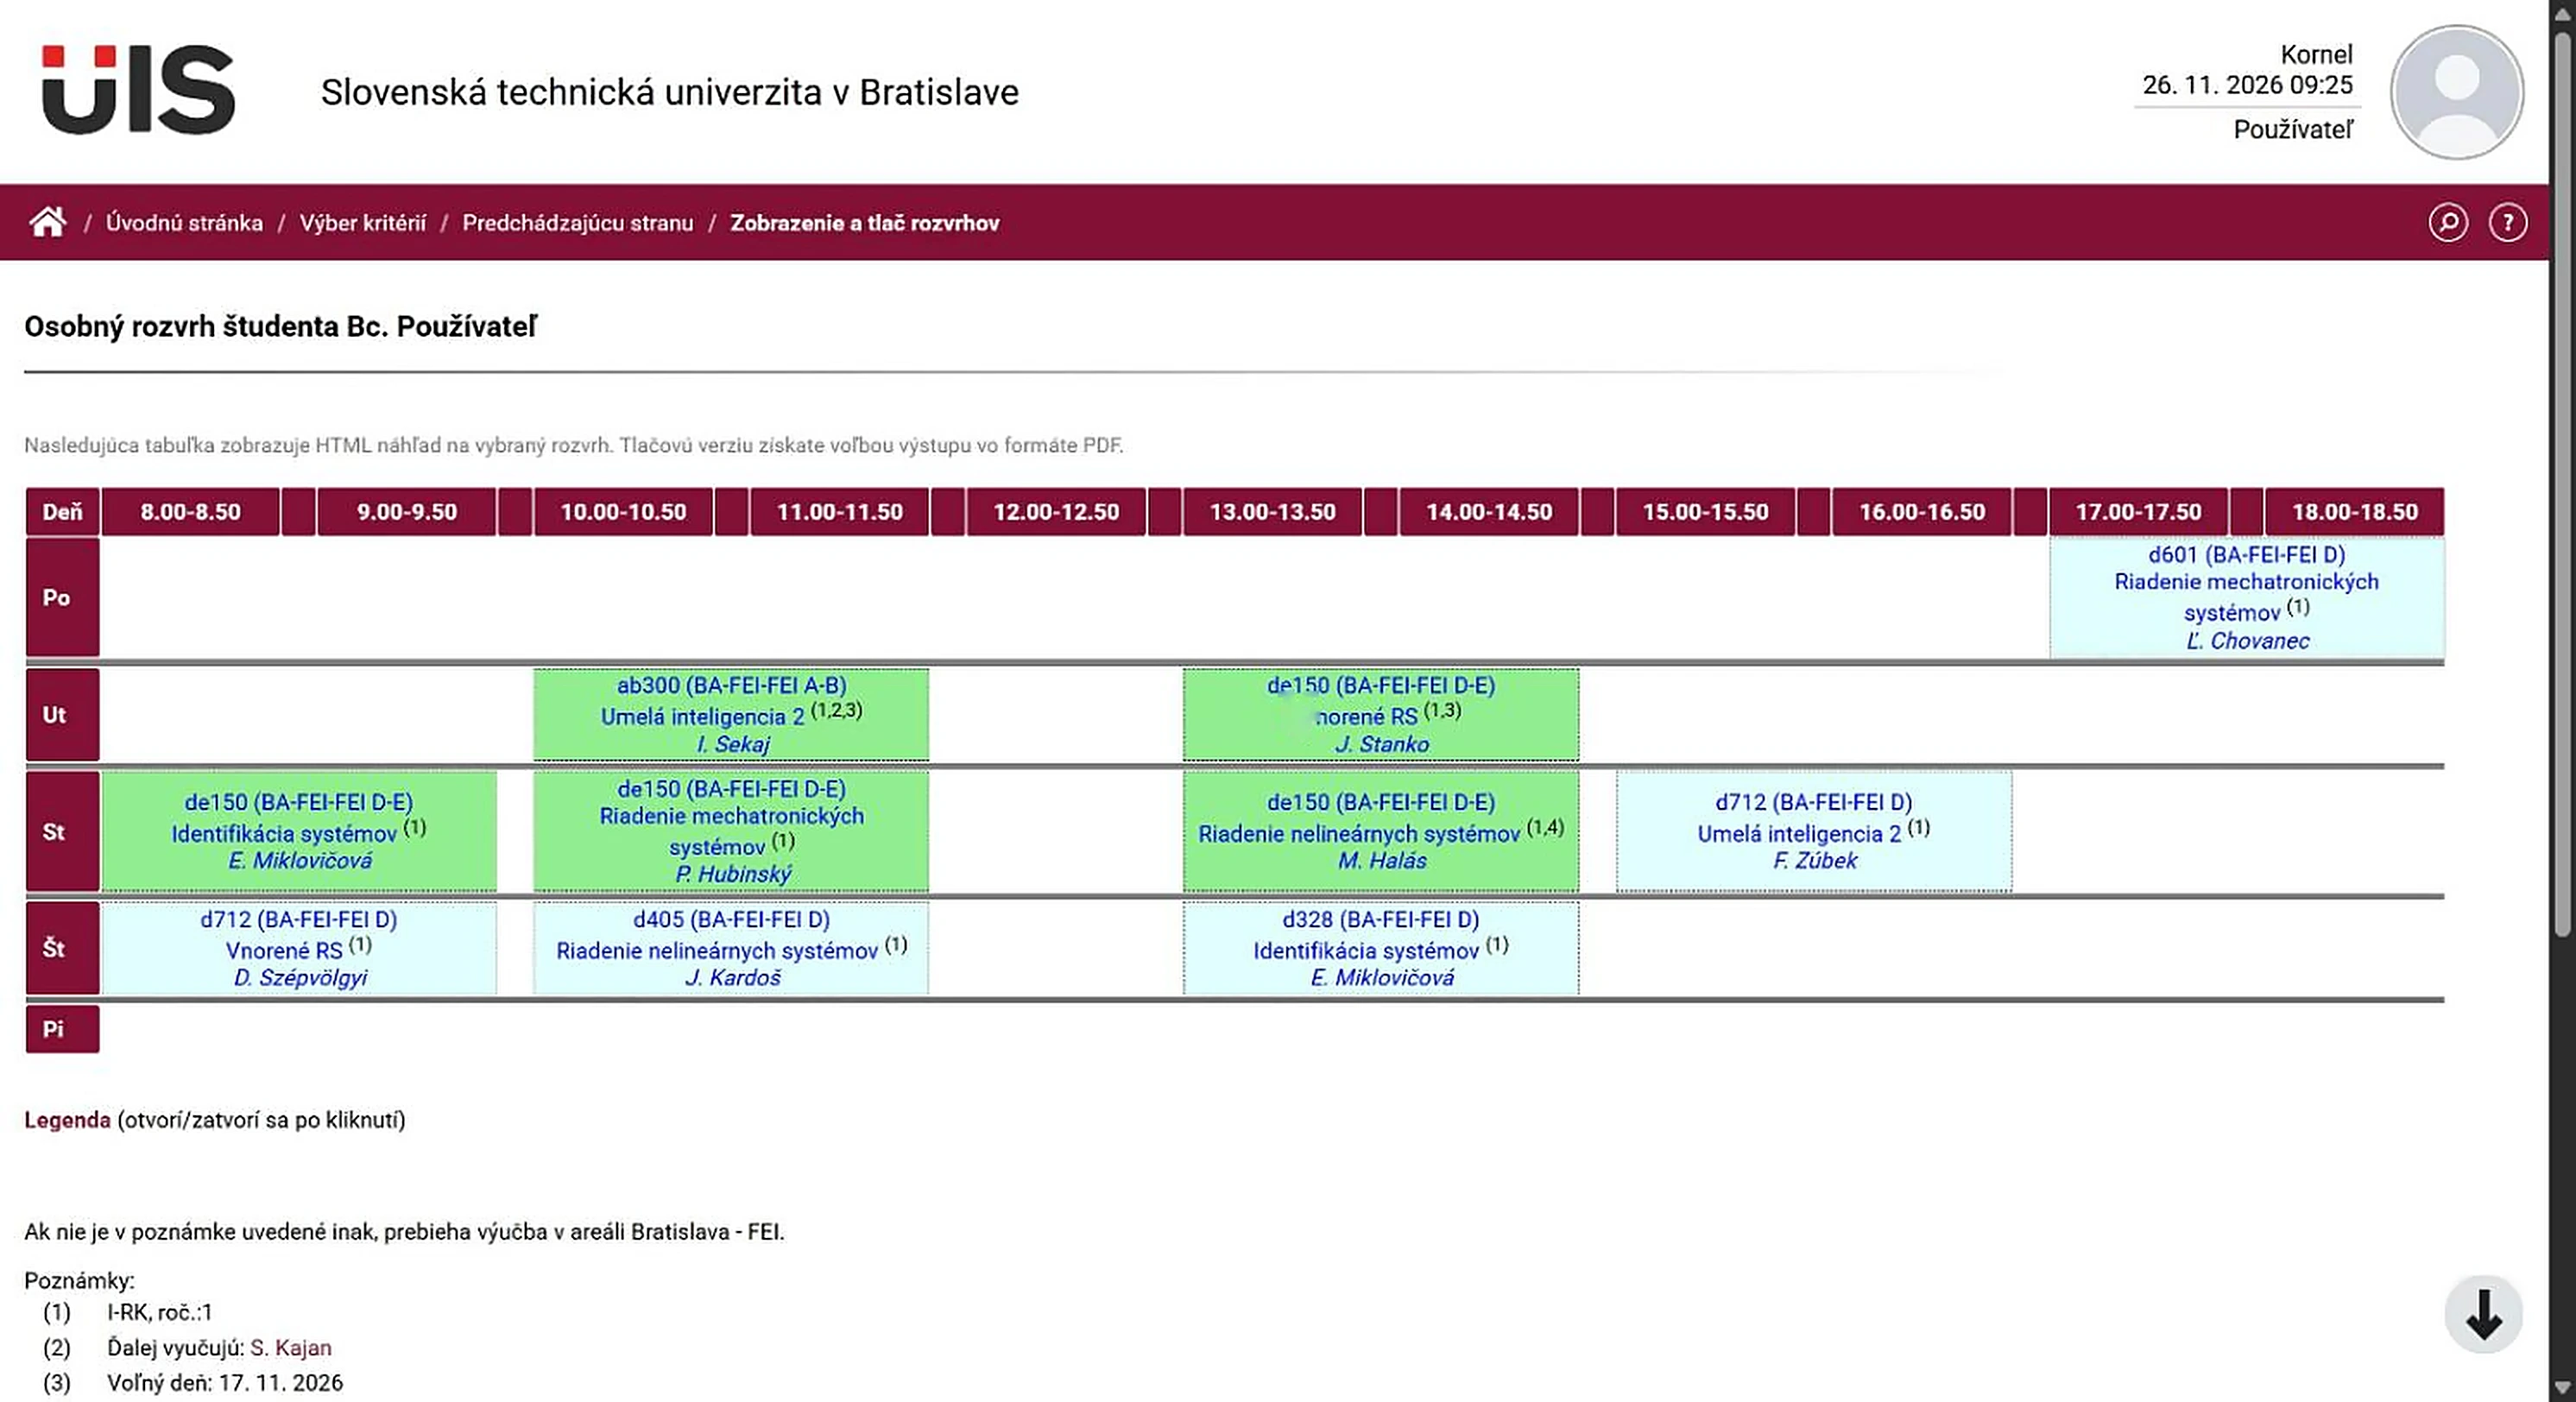 ÜIS
Slovenská technická univerzita v Bratislave
Kornel
26. 11. 2026 09:25
Používateľ
/ Úvodnú stránka / Výber kritérií / Predchádzajúcu stranu / Zobrazenie a tlač rozvrhov
?
Osobný rozvrh študenta Bc. Používateľ
Nasledujúca tabuľka zobrazuje HTML náhľad na vybraný rozvrh. Tlačovú verziu získate voľbou výstupu vo formáte PDF.
Deň 8.00-8.50 9.00-9.50 10.00-10.50 11.00-11.50 12.00-12.50 13.00-13.50 14.00-14.50 15.00-15.50 16.00-16.50 17.00-17.50 18.00-18.50
Po
d601 (BA-FEI-FEI D)
Riadenie mechatronických
systémov (1)
Ľ. Chovanec
Ut
ab300 (BA-FEI-FEI A-B)
Umelá inteligencia 2 (1,2,3)
I. Sekaj
de150 (BA-FEI-FEI D-E)
norené RS (1,3)
J. Stanko
St
de150 (BA-FEI-FEI D-E)
Identifikácia systémov (1)
E. Miklovičová
de150 (BA-FEI-FEI D-E)
Riadenie mechatronických
systémov (1)
P. Hubinský
de150 (BA-FEI-FEI D-E)
Riadenie nelineárnych systémov (1,4)
M. Halás
d712 (BA-FEI-FEI D)
Umelá inteligencia 2 (1)
F. Zúbek
Št
d712 (BA-FEI-FEI D)
Vnorené RS (1)
D. Szépvölgyi
d405 (BA-FEI-FEI D)
Riadenie nelineárnych systémov (1)
J. Kardoš
d328 (BA-FEI-FEI D)
Identifikácia systémov (1)
E. Miklovičová
Pi
Legenda (otvorí/zatvorí sa po kliknutí)
Ak nie je v poznámke uvedené inak, prebieha výučba v areáli Bratislava - FEI.
Poznámky:
(1) I-RK, roč.:1
(2) Ďalej vyučujú: S. Kajan
(3) Voľný deň: 17. 11. 2026